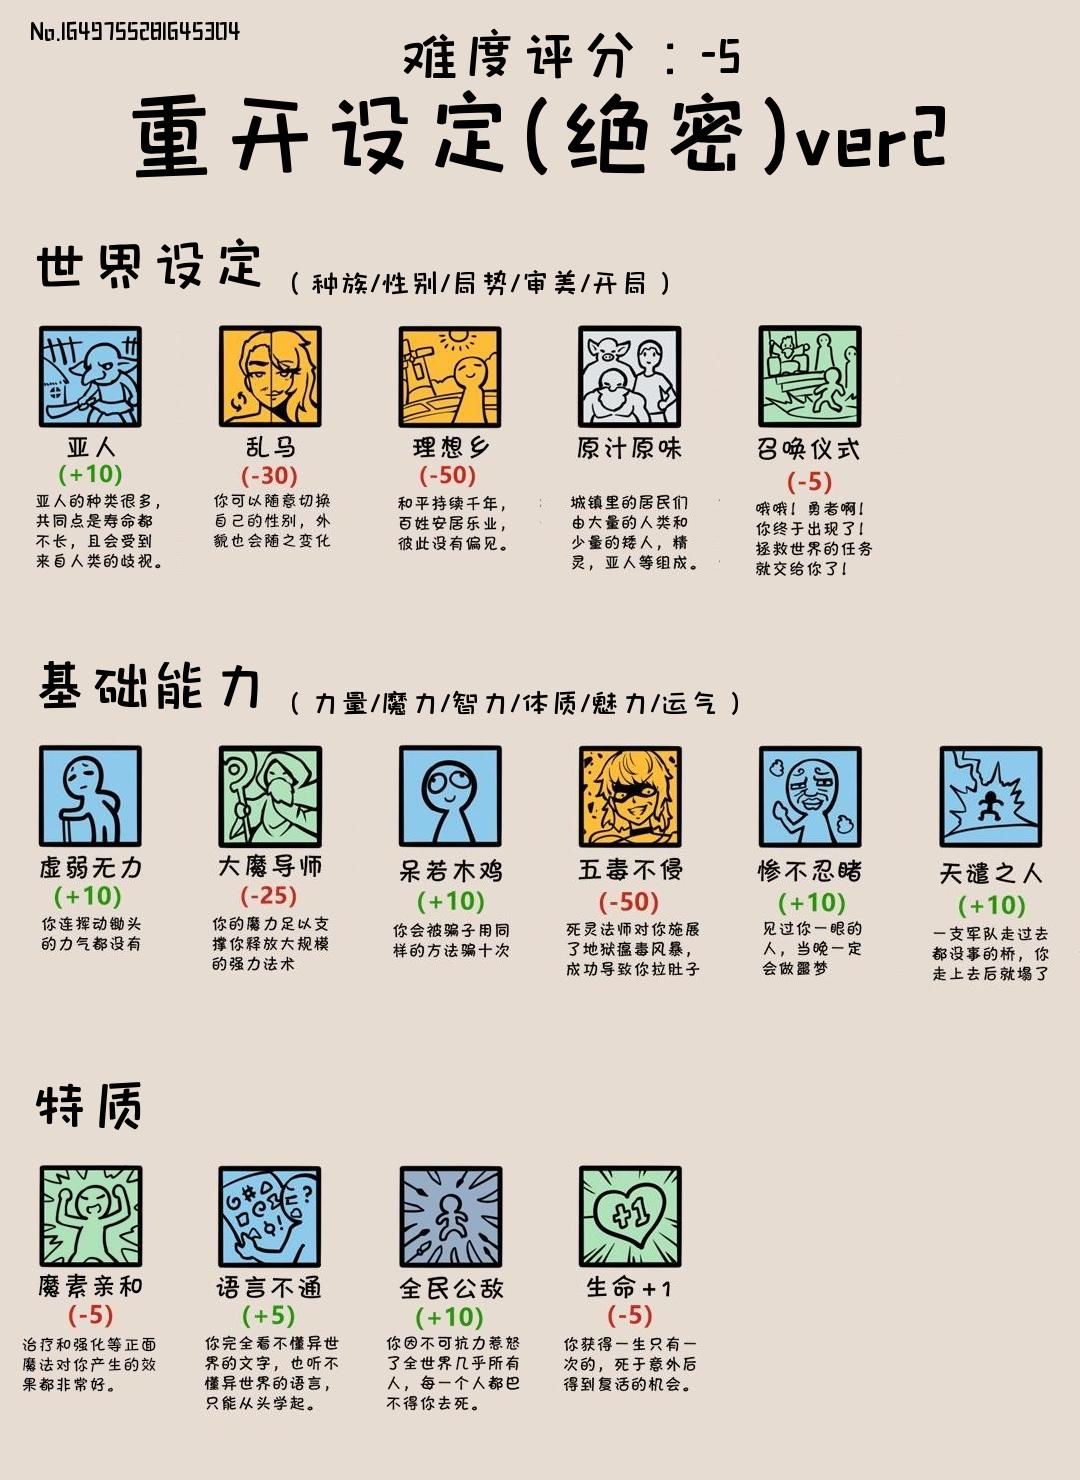 No.1649755281645304
难度评分：-5
重开设定(绝密)ver2
世界设定
（种族/性别/局势/审美/开局）
亚人
(+10)
亚人的种类很多，
共同点是寿命都
不长，且会受到
来自人类的歧视。
乱马
(-30)
你可以随意切换
自己的性别，外
貌也会随之变化
理想乡
(-50)
和平持续千年，
百姓安居乐业，
彼此没有偏见。
原汁原味
城镇里的居民们
由大量的人类和
少量的矮人，精
灵，亚人等组成。
召唤仪式
(-5)
哦哦！勇者啊！
你终于出现了！
拯救世界的任务
就交给你了！
基础能力
（力量/魔力/智力/体质/魅力/运气）
虚弱无力
(+10)
你连挥动锄头
的力气都没有
大魔导师
(-25)
你的魔力足以支
撑你释放大规模
的强力法术
呆若木鸡
(+10)
你会被骗子用同
样的方法骗十次
五毒不侵
(-50)
死灵法师对你施展
了地狱瘟毒风暴，
成功导致你拉肚子
惨不忍睹
(+10)
见过你一眼的
人，当晚一定
会做噩梦
天谴之人
(+10)
一支军队走过去
都没事的桥，你
走上去后就塌了
特质
魔素亲和
(-5)
治疗和强化等正面
魔法对你产生的效
果都非常好。
语言不通
(+5)
你完全看不懂异世
界的文字，也听不
懂异世界的语言，
只能从头学起。
全民公敌
(+10)
你因不可抗力惹怒
了全世界几乎所有
人，每一个人都巴
不得你去死。
+1
生命+1
(-5)
你获得一生只有一
次的，死于意外后
得到复活的机会。